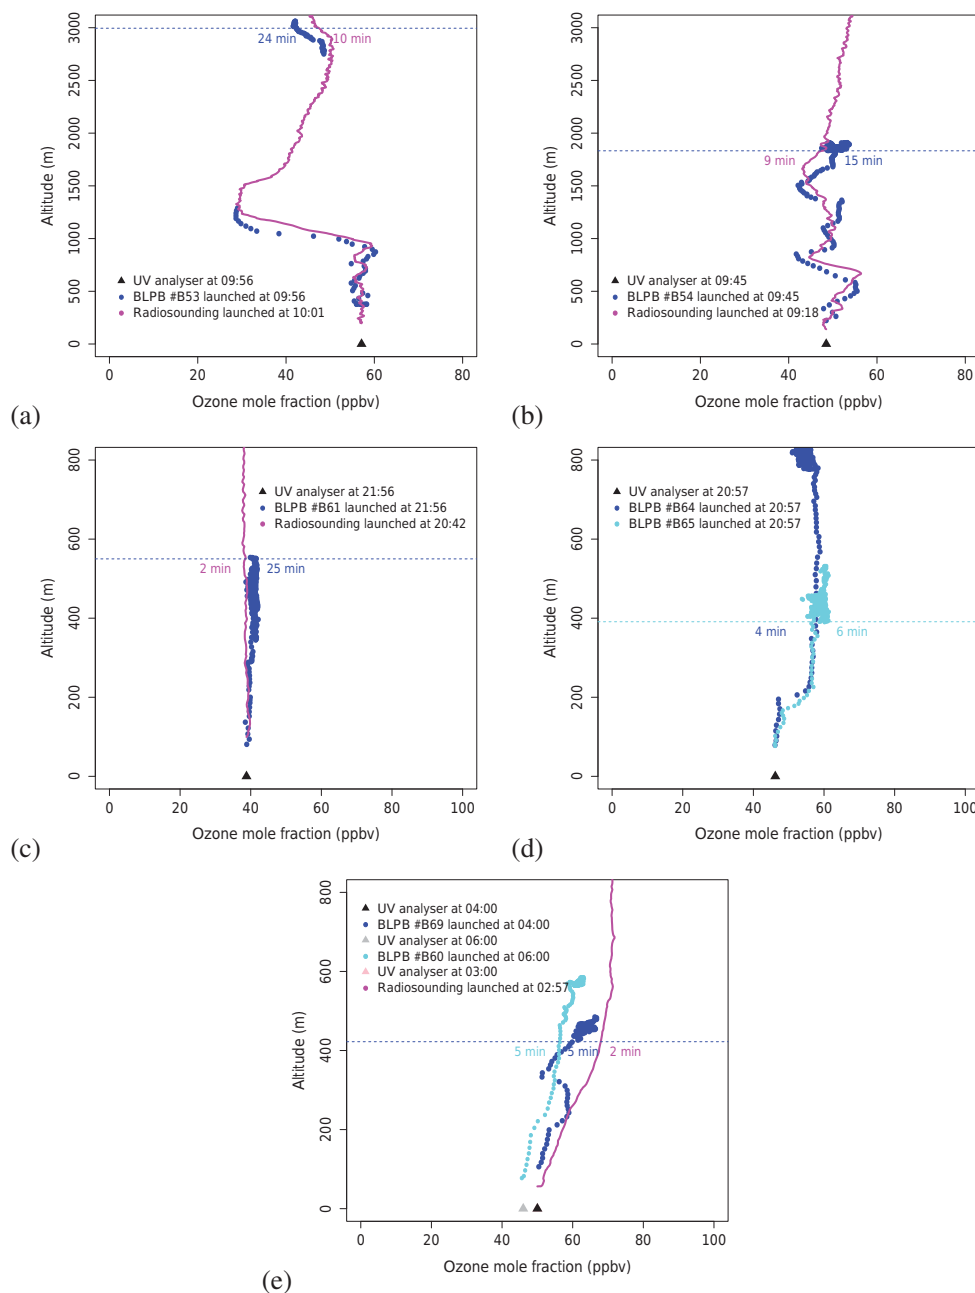 3000
2500
2000
1500
1000
500
0
Altitude (m)
24 min
10 min
UV analyser at 09:56
BLPB #B53 launched at 09:56
Radiosounding launched at 10:01
0 20 40 60 80
Ozone mole fraction (ppbv)
(a)
3000
2500
2000
1500
1000
500
0
Altitude (m)
9 min
15 min
UV analyser at 09:45
BLPB #B54 launched at 09:45
Radiosounding launched at 09:18
0 20 40 60 80
Ozone mole fraction (ppbv)
(b)
800
600
400
200
0
Altitude (m)
UV analyser at 21:56
BLPB #B61 launched at 21:56
Radiosounding launched at 20:42
2 min
25 min
0 20 40 60 80 100
Ozone mole fraction (ppbv)
(c)
800
600
400
200
0
Altitude (m)
UV analyser at 20:57
BLPB #B64 launched at 20:57
BLPB #B65 launched at 20:57
4 min
6 min
0 20 40 60 80 100
Ozone mole fraction (ppbv)
(d)
800
600
400
200
0
Altitude (m)
UV analyser at 04:00
BLPB #B69 launched at 04:00
UV analyser at 06:00
BLPB #B60 launched at 06:00
UV analyser at 03:00
Radiosounding launched at 02:57
5 min
5 min
2 min
0 20 40 60 80 100
Ozone mole fraction (ppbv)
(e)